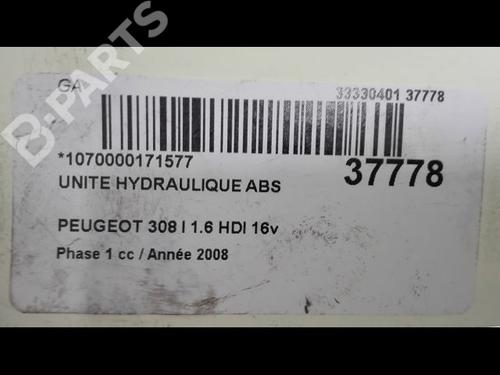 GA
33330401 37778
*1070000171577
37778
UNITE HYDRAULIQUE ABS
PEUGEOT 308 I 1.6 HDI 16v
Phase 1 cc / Année 2008
B-PARTS